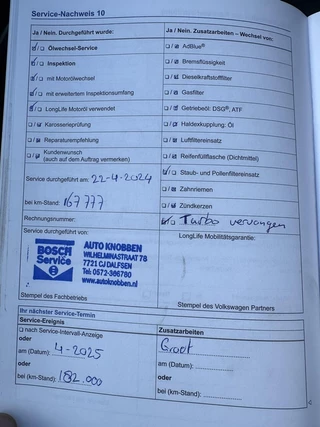 Service-Nachweis 10
Ja / Nein. Durchgeführt wurde:
Ölwechsel-Service
Inspektion
mit Motorölwechsel
mit erweitertem Inspektionsumfang
LongLife Motoröl verwendet
Karosserieprüfung
Reparaturempfehlung
Kundenwunsch
(auch auf dem Auftrag vermerken)
Service durchgeführt am: 22-4-2024
bei km-Stand: 167777
Rechnungsnummer:
Service durchgeführt von:
BOSCH
Service
AUTO KNOBBEN
WILHELMINASTRAAT 78
7721 CJ DALFSEN
Tel: 0572-366780
www.autoknobben.nl
Stempel des Fachbetriebs
Ja / Nein. Zusatzarbeiten – Wechsel von:
AdBlue®
Bremsflüssigkeit
Dieselkraftstofffilter
Gasfilter
Getriebeöl: DSG®, ATF
Haldexkupplung: Öl
Luftfiltereinsatz
Reifenfüllflasche (Dichtmittel)
Staub- und Pollenfiltereinsatz
Zahnriemen
Zündkerzen
Turbo vervangen
LongLife Mobilitätsgarantie:
Stempel des Volkswagen Partners
Ihr nächster Service-Termin
Service-Ereignis
nach Service-Intervall-Anzeige
oder
am (Datum): 4-2025
oder
bei (km-Stand): 182.000
Zusatzarbeiten:
Groot
oder
am (Datum):
oder
bei (km-Stand):